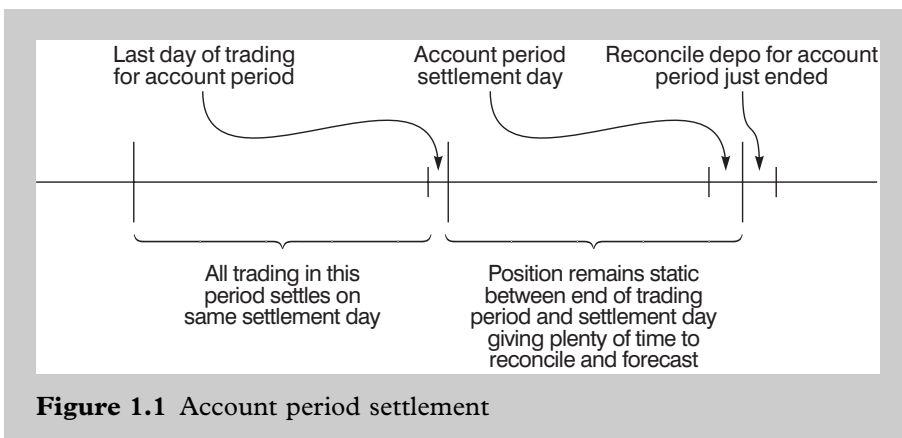 Last day of trading
for account period
Account period
settlement day
Reconcile depo for account
period just ended
All trading in this
period settles on
same settlement day
Position remains static
between end of trading
period and settlement day
giving plenty of time to
reconcile and forecast
Figure 1.1 Account period settlement